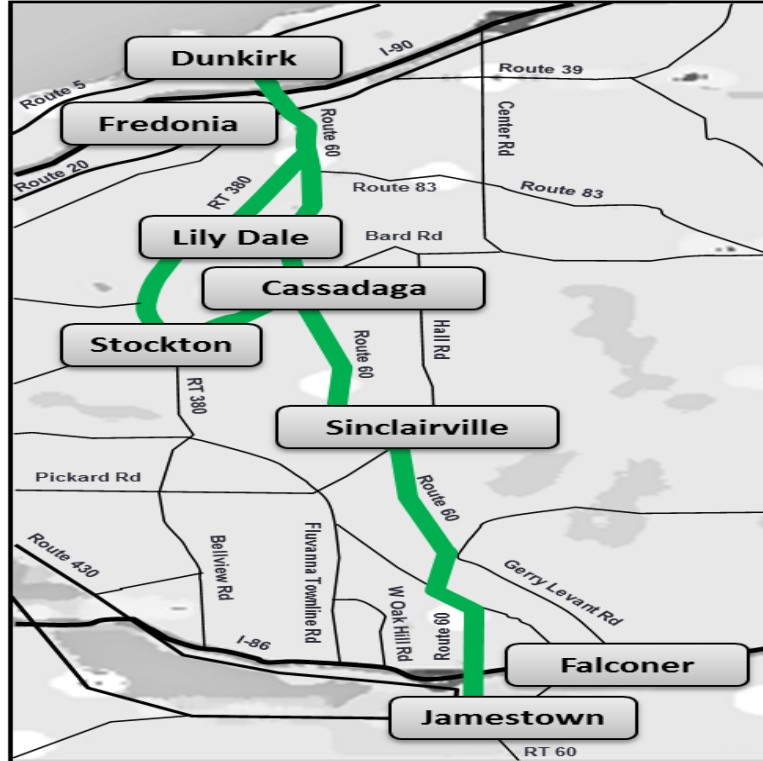 Dunkirk
I-90
Route 39
Route 5
Fredonia
Route 60
Center Rd
Route 20
RT 380
Route 83
Route 83
Lily Dale
Bard Rd
Cassadaga
Stockton
Route 60
Hall Rd
RT 380
Sinclairville
Pickard Rd
Route 60
Route 430
Bellview Rd
Fluvanna Townline Rd
W Oak Hill Rd
Route 60
Gerry Levant Rd
I-86
Falconer
Jamestown
RT 60